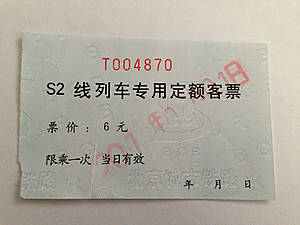 T004870
S2 线列车专用定额客票
票价：6元
限乘一次 当日有效
年 月 日